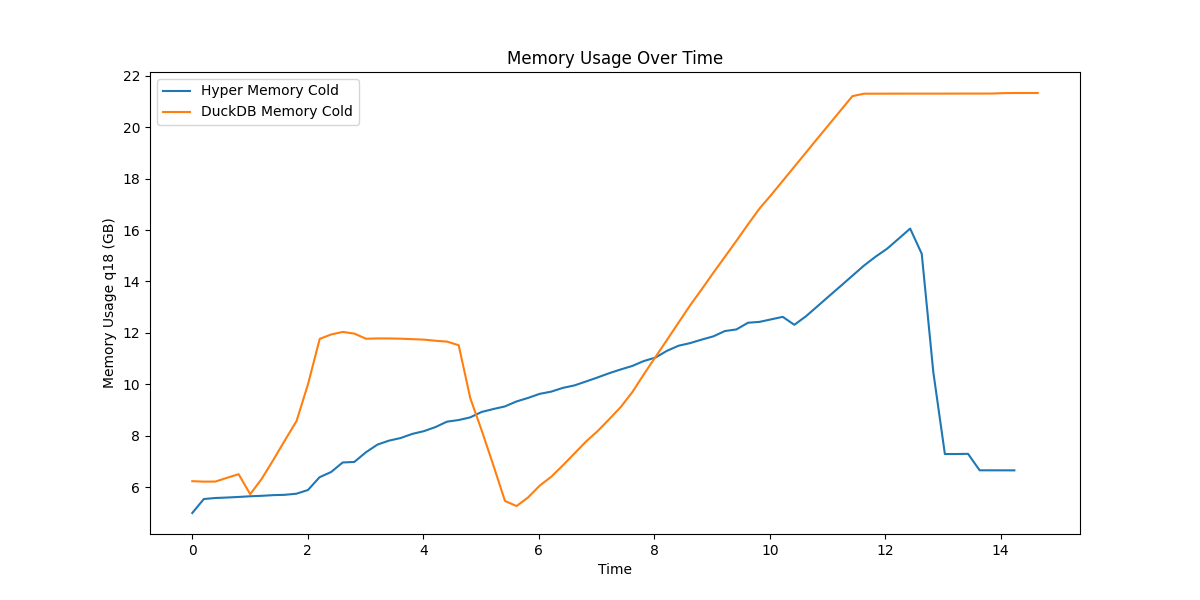 Memory Usage Over Time
Hyper Memory Cold
DuckDB Memory Cold
Memory Usage q18 (GB)
22
20
18
16
14
12
10
8
6
0 2 4 6 8 10 12 14
Time